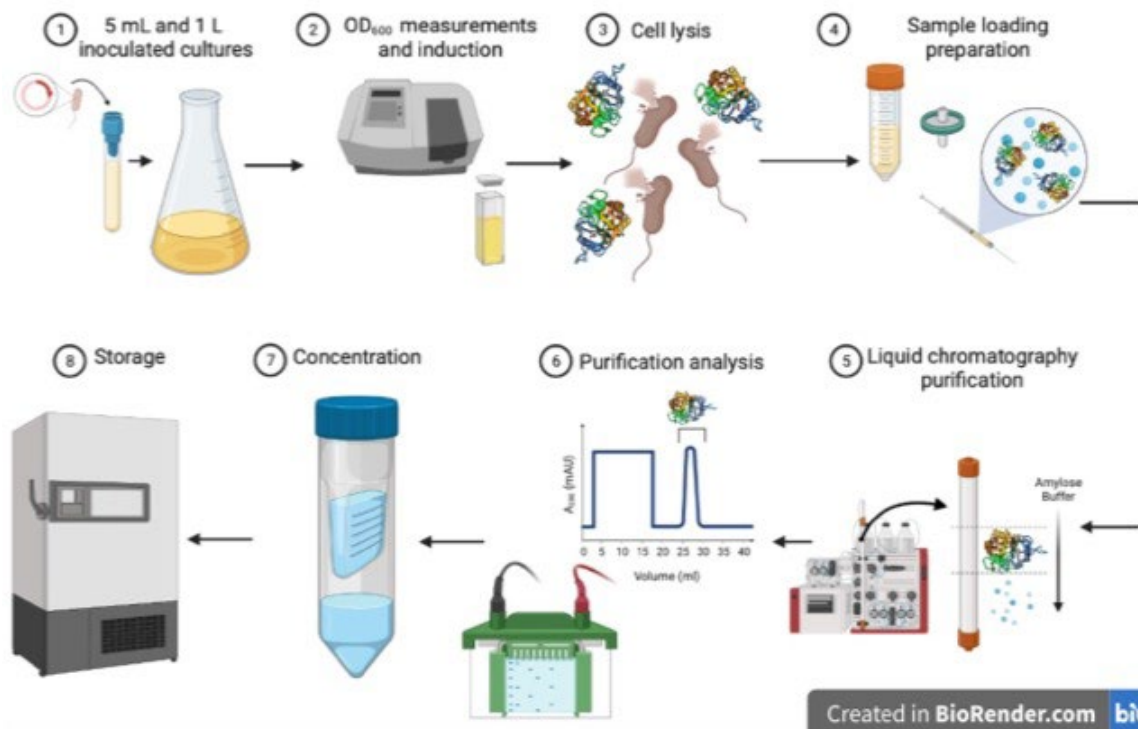 1 5 mL and 1 L
inoculated cultures
2 OD₆₀₀ measurements
and induction
3 Cell lysis
4 Sample loading
preparation
8 Storage
7 Concentration
6 Purification analysis
A (mAU)
0 5 10 15 20 25 30 35 40
Volume (ml)
5 Liquid chromatography
purification
Amylose
Buffer
Created in BioRender.com